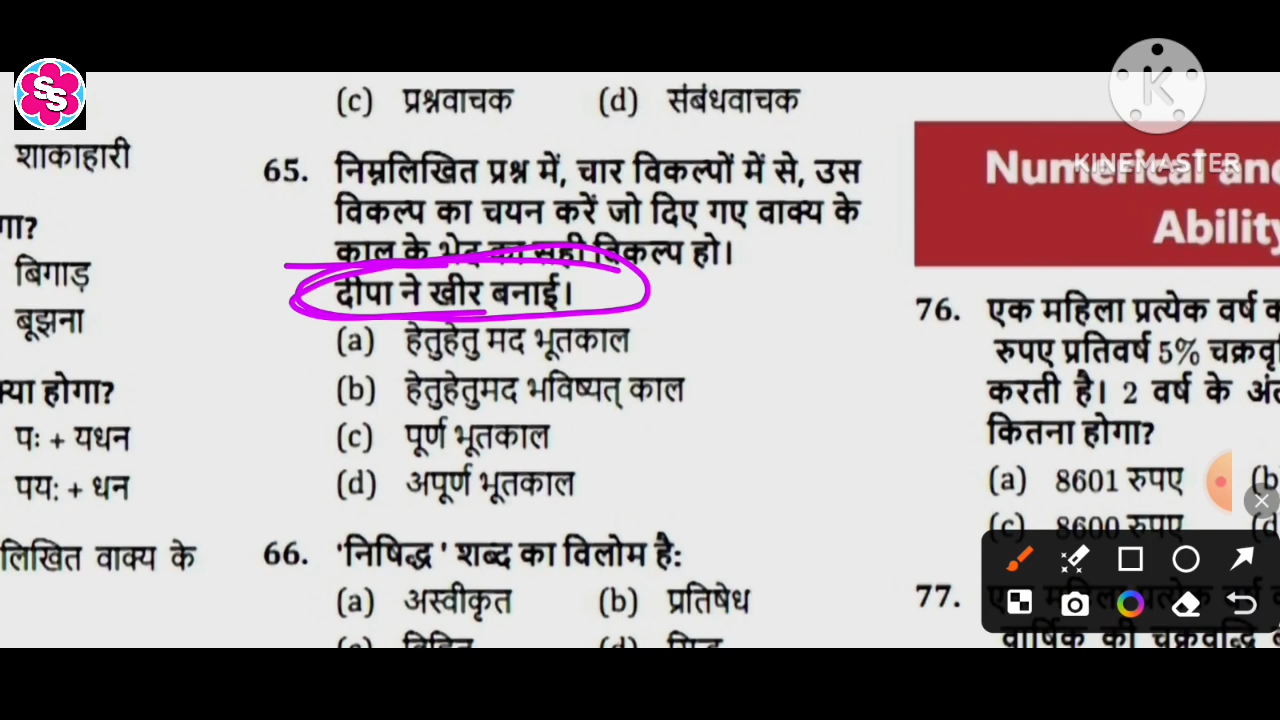 SS
KINEMASTER
शाकाहारी
गा?
बिगाड़
बूझना
क्या होगा?
पः + यधन
पय: + धन
लिखित वाक्य के
(c) प्रश्नवाचक (d) संबंधवाचक
65. निम्नलिखित प्रश्न में, चार विकल्पों में से, उस
विकल्प का चयन करें जो दिए गए वाक्य के
काल के भेद का सही विकल्प हो।
दीपा ने खीर बनाई।
(a) हेतुहेतु मद भूतकाल
(b) हेतुहेतुमद भविष्यत् काल
(c) पूर्ण भूतकाल
(d) अपूर्ण भूतकाल
66. 'निषिद्ध ' शब्द का विलोम है:
(a) अस्वीकृत (b) प्रतिषेध
Numerical and
Ability
76. एक महिला प्रत्येक वर्ष
रुपए प्रतिवर्ष 5% चक्रवृ
करती है। 2 वर्ष के अं
कितना होगा?
(a) 8601 रुपए (b
(c) 8600 रुपए (d
77.